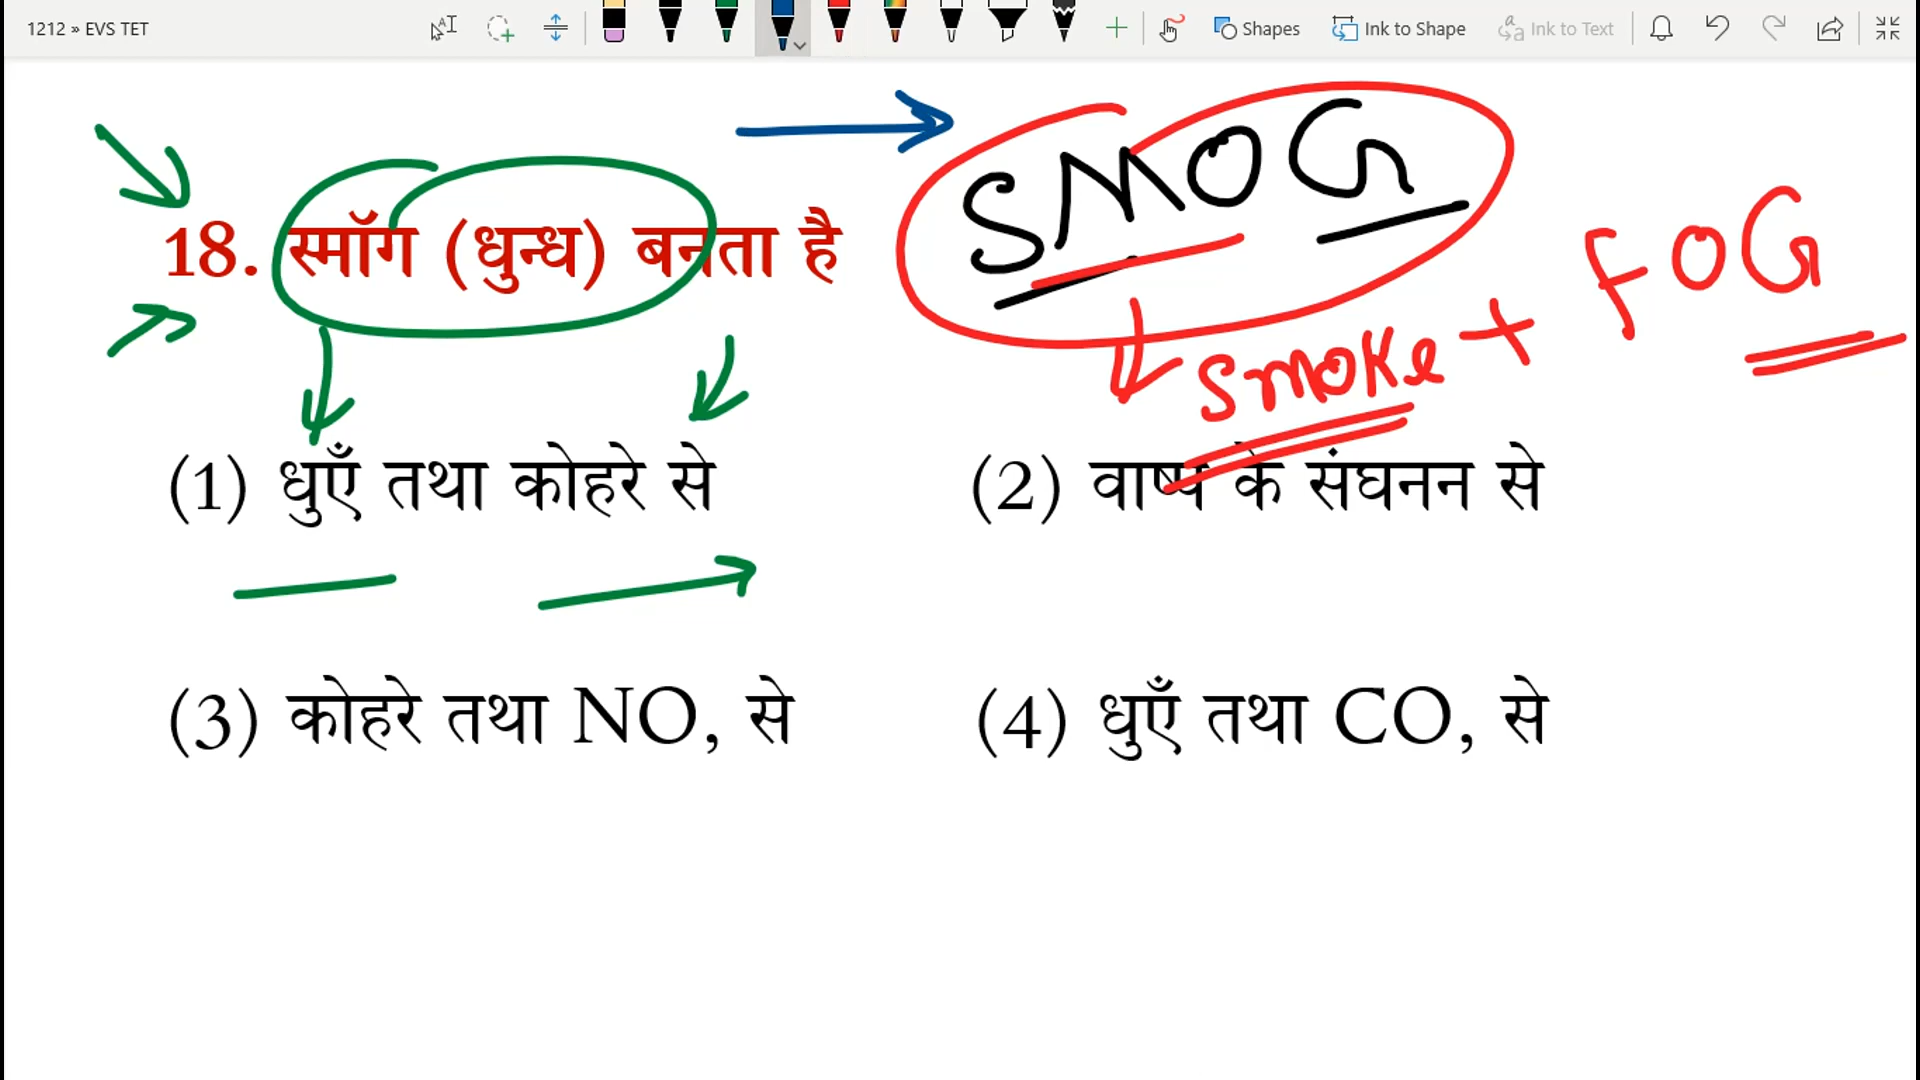 1212 » EVS TET
Shapes
Ink to Shape
Ink to Text
SMOG
18. स्मॉग (धुन्ध) बनता है
FOG
Smoke +
(1) धुएँ तथा कोहरे से
(2) वाष्प के संघनन से
(3) कोहरे तथा NO, से
(4) धुएँ तथा CO, से